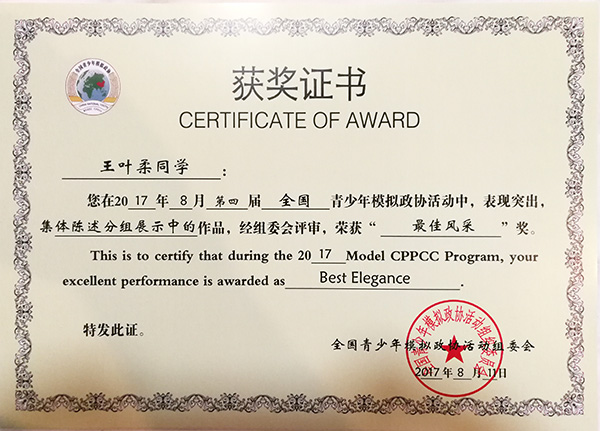 获奖证书
CERTIFICATE OF AWARD
王叶柔同学：
您在2017年8月第四届全国青少年模拟政协活动中，表现突出，
集体陈述分组展示中的作品，经组委会评审，荣获“最佳风采”奖。
This is to certify that during the 2017 Model CPPCC Program, your
excellent performance is awarded as Best Elegance.
特发此证。
全国青少年模拟政协活动组委会
2017年8月11日